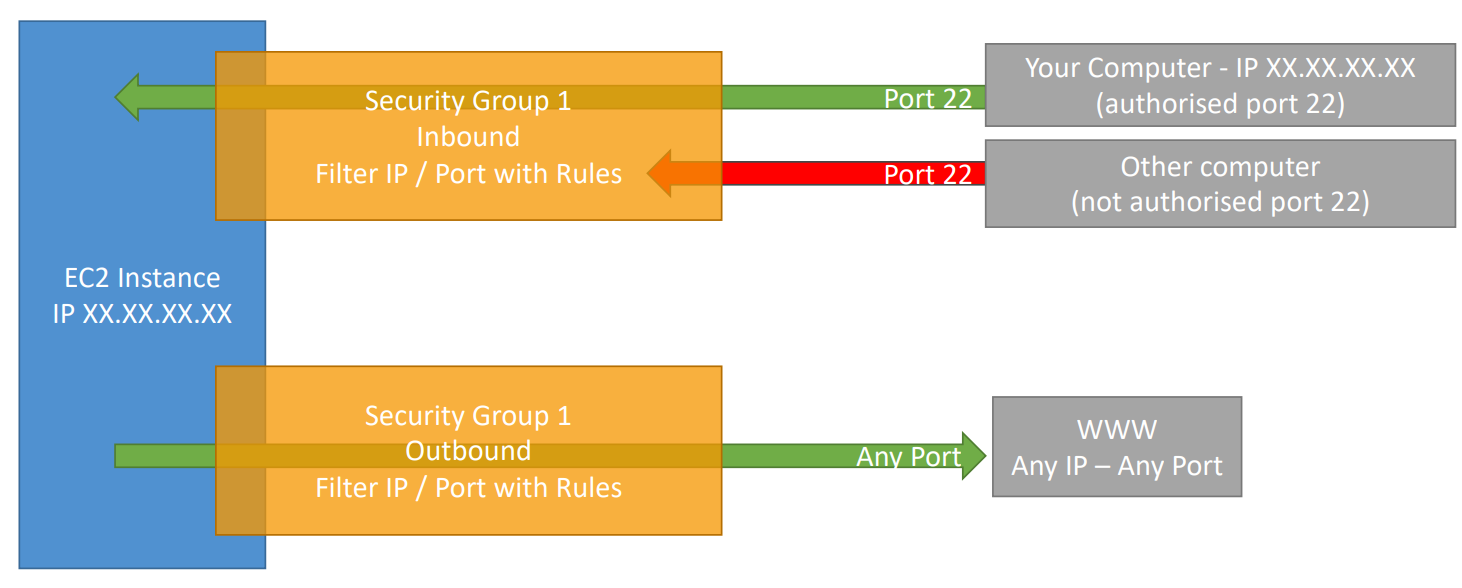 Security Group 1
Inbound
Filter IP / Port with Rules
Port 22
Your Computer - IP XX.XX.XX.XX
(authorised port 22)
Port 22
Other computer
(not authorised port 22)
EC2 Instance
IP XX.XX.XX.XX
Security Group 1
Outbound
Filter IP / Port with Rules
Any Port
WWW
Any IP – Any Port